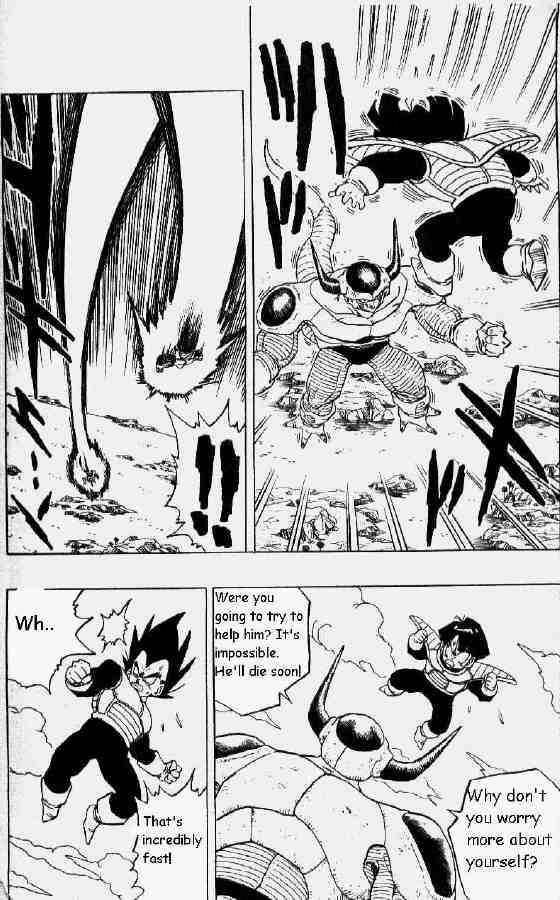 !!
Were you
going to try to
help him? It's
impossible.
He'll die soon!
Why don't
you worry
more about
yourself?
Wh..
That's
incredibly
fast!